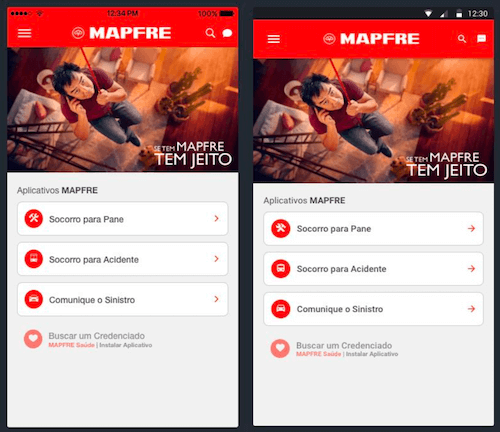 12:34 PM
100%
MAPFRE
SE TEM MAPFRE
TEM JEITO
Aplicativos MAPFRE
Socorro para Pane
Socorro para Acidente
Comunique o Sinistro
Buscar um Credenciado
MAPFRE Saúde | Instalar Aplicativo
12:30
MAPFRE
SE TEM MAPFRE
TEM JEITO
Aplicativos MAPFRE
Socorro para Pane
Socorro para Acidente
Comunique o Sinistro
Buscar um Credenciado
MAPFRE Saúde | Instalar Aplicativo